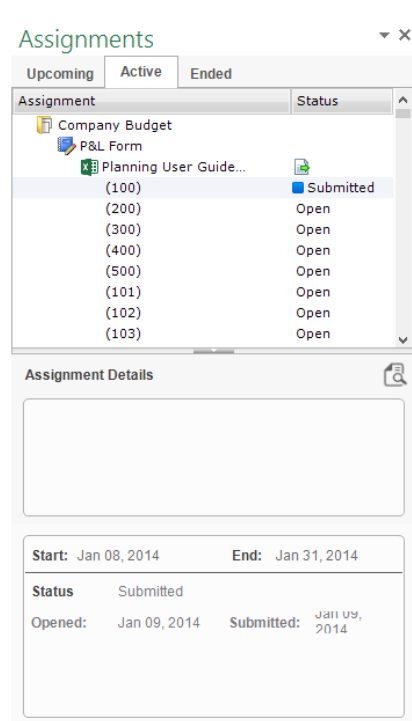 Assignments
Upcoming Active Ended
Assignment Status
Company Budget
P&L Form
Planning User Guide...
(100) Submitted
(200) Open
(300) Open
(400) Open
(500) Open
(101) Open
(102) Open
(103) Open
Assignment Details
Start: Jan 08, 2014 End: Jan 31, 2014
Status Submitted
Opened: Jan 09, 2014 Submitted: Jan 09,
2014